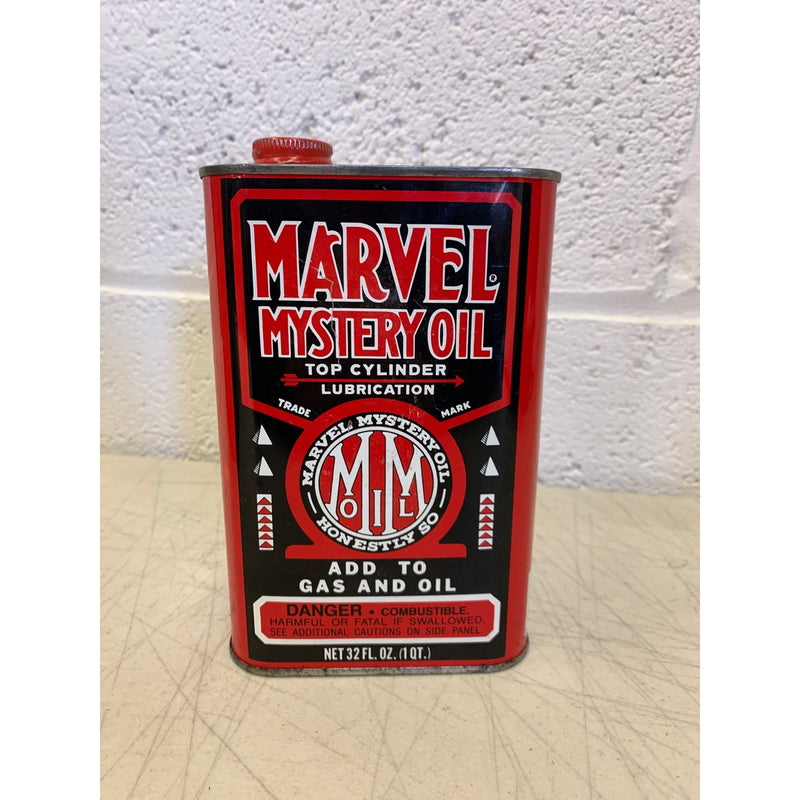 MARVEL®
MYSTERY OIL
TOP CYLINDER
LUBRICATION
TRADE MARK
MARVEL MYSTERY OIL
MM
OIL
HONESTLY SO
ADD TO
GAS AND OIL
DANGER • COMBUSTIBLE.
HARMFUL OR FATAL IF SWALLOWED.
SEE ADDITIONAL CAUTIONS ON SIDE PANEL.
NET 32 FL. OZ. (1 QT.)